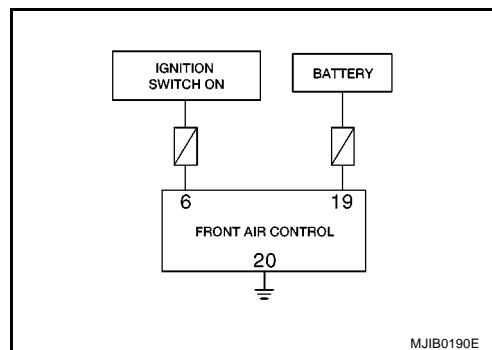 IGNITION
SWITCH ON
BATTERY
6
19
FRONT AIR CONTROL
20
MJIB0190E